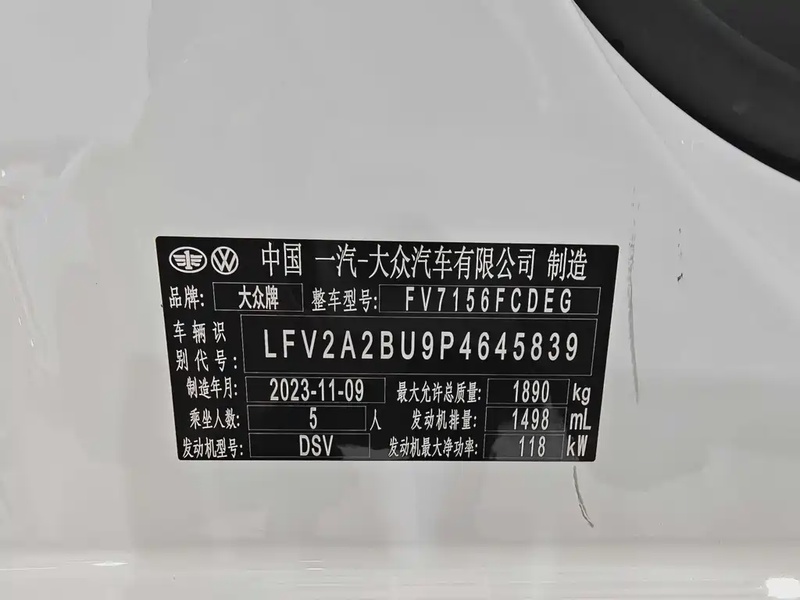 中国 一汽-大众汽车有限公司 制造
品牌: 大众牌 整车型号: FV7156FCDEG
车辆识别代号: LFV2A2BU9P4645839
制造年月: 2023-11-09 最大允许总质量: 1890 kg
乘坐人数: 5 人 发动机排量: 1498 mL
发动机型号: DSV 发动机最大净功率: 118 kW